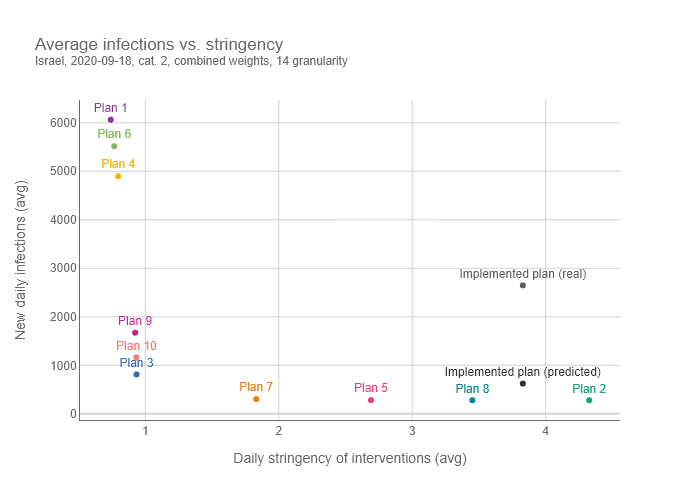 Average infections vs. stringency
Israel, 2020-09-18, cat. 2, combined weights, 14 granularity
Plan 1
6000
Plan 6
Plan 4
5000
4000
3000
Implemented plan (real)
New daily infections (avg)
2000
Plan 9
Plan 10
Plan 3
1000
Implemented plan (predicted)
Plan 7
Plan 5
Plan 8
Plan 2
0
1
2
3
4
Daily stringency of interventions (avg)